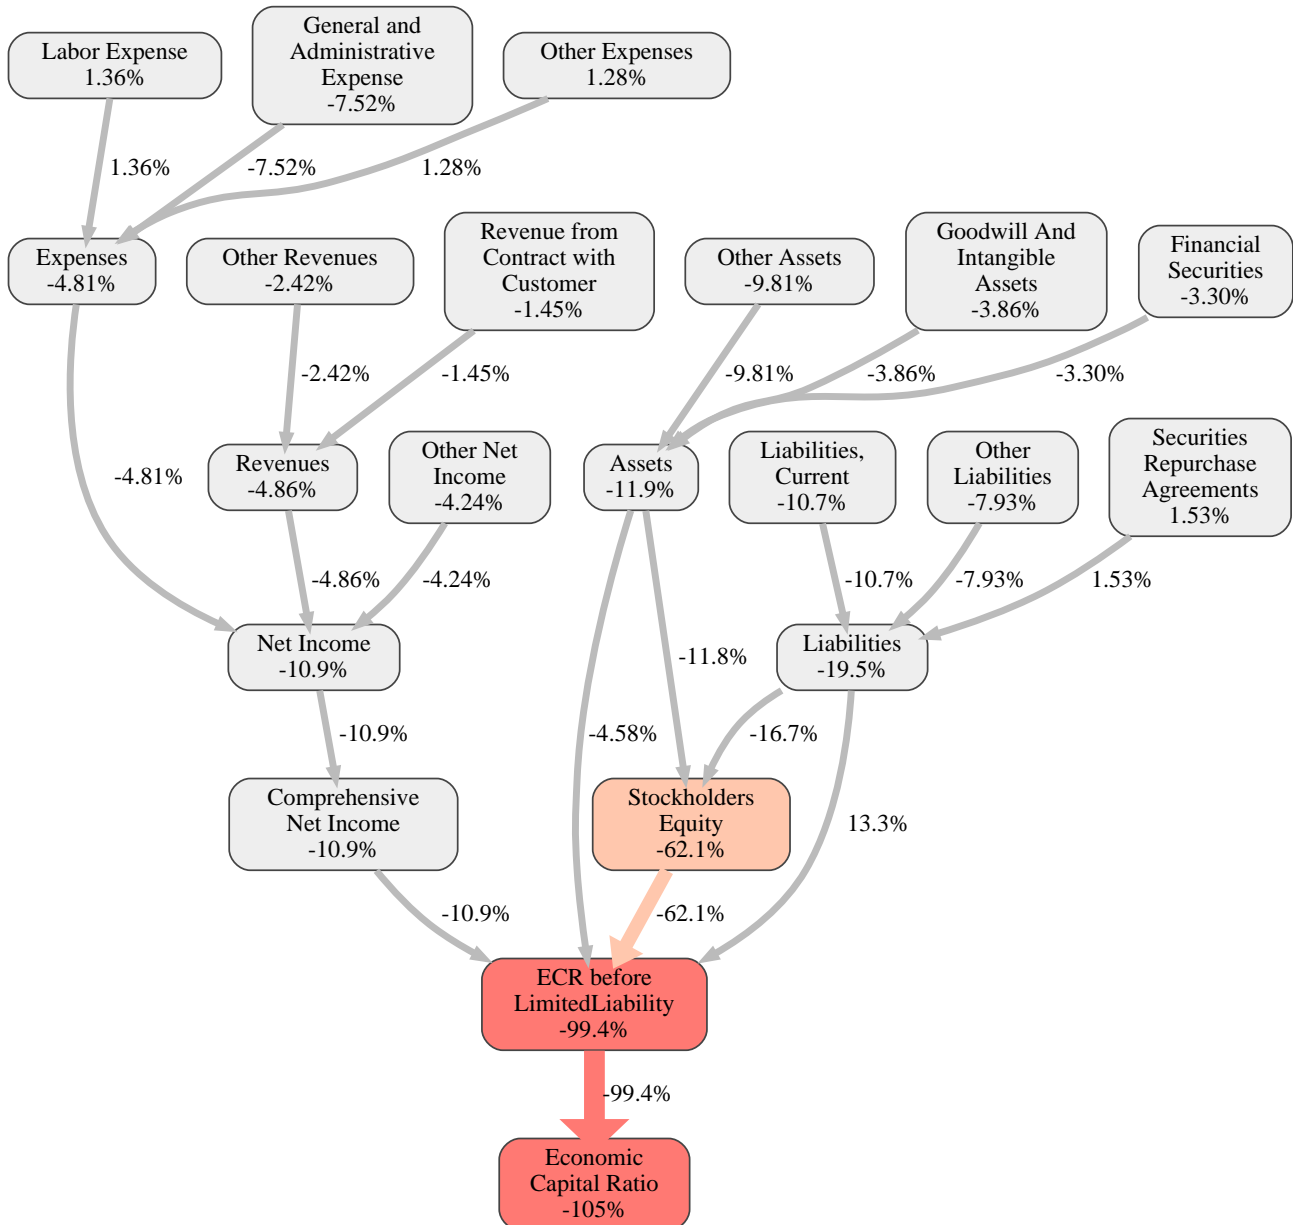 Labor Expense
1.36%
General and
Administrative
Expense
-7.52%
Other Expenses
1.28%
1.36%
-7.52%
1.28%
Expenses
-4.81%
Other Revenues
-2.42%
Revenue from
Contract with
Customer
-1.45%
Other Assets
-9.81%
Goodwill And
Intangible
Assets
-3.86%
Financial
Securities
-3.30%
-2.42%
-1.45%
-9.81%
-3.86%
-3.30%
-4.81%
Revenues
-4.86%
Other Net
Income
-4.24%
Assets
-11.9%
Liabilities,
Current
-10.7%
Other
Liabilities
-7.93%
Securities
Repurchase
Agreements
1.53%
-4.86%
-4.24%
-10.7%
-7.93%
1.53%
Net Income
-10.9%
-11.8%
Liabilities
-19.5%
-10.9%
-4.58%
-16.7%
Comprehensive
Net Income
-10.9%
Stockholders
Equity
-62.1%
13.3%
-10.9%
-62.1%
ECR before
LimitedLiability
-99.4%
-99.4%
Economic
Capital Ratio
-105%